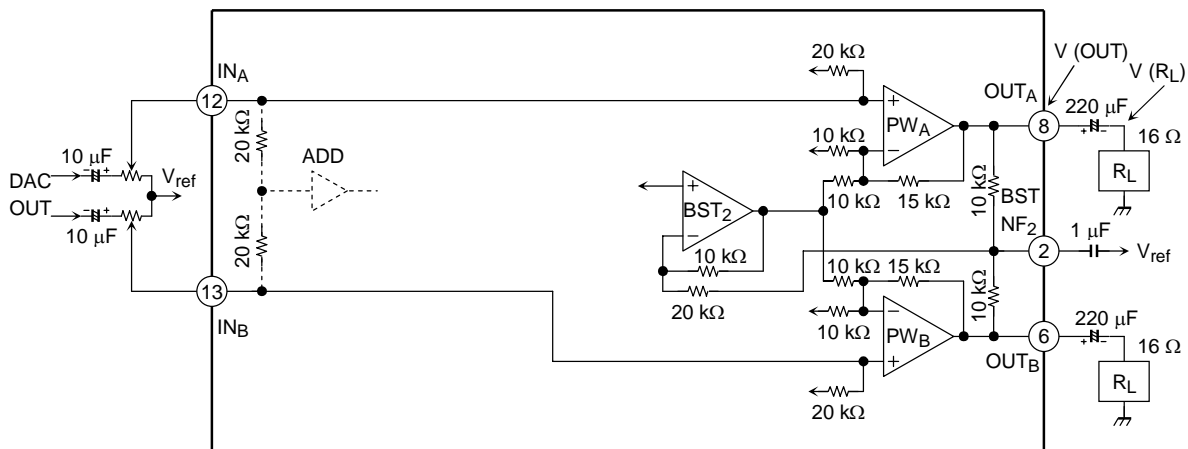 20 kΩ
V (OUT)
V (RL)
INA
OUTA
220 μF
12
+
PWA
8
+ −
16 Ω
10 kΩ
−
20 kΩ
ADD
10 μF
− +
Vref
DAC
OUT
− +
10 μF
RL
+
BST2
−
10 kΩ
15 kΩ
10 kΩ
BST
NF2
2
1 μF
Vref
20 kΩ
10 kΩ
20 kΩ
10 kΩ
15 kΩ
10 kΩ
13
INB
10 kΩ
−
PWB
+
6
OUTB
220 μF
+ −
16 Ω
RL
20 kΩ